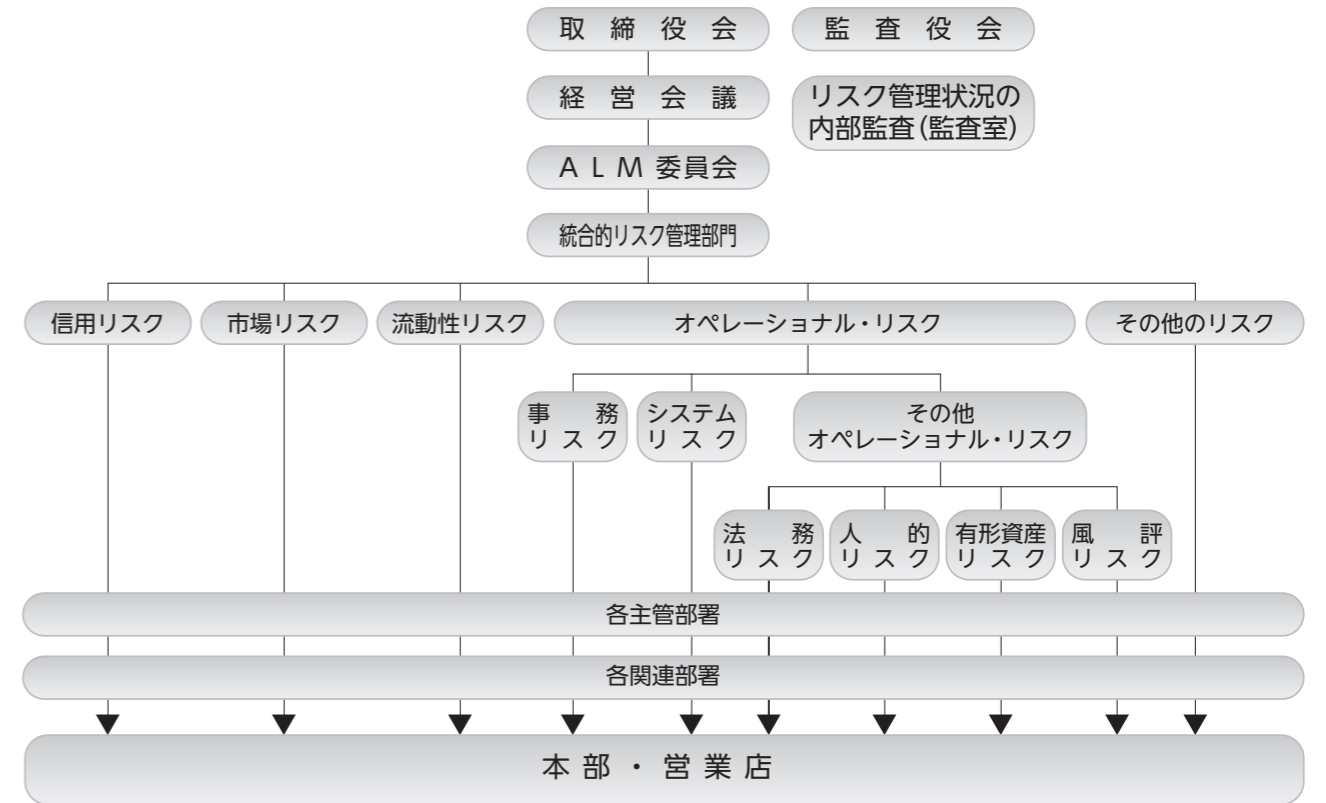 取締役会
監査役会
経営会議
リスク管理状況の
内部監査(監査室)
ALM委員会
統合的リスク管理部門
信用リスク
市場リスク
流動性リスク
オペレーショナル・リスク
その他のリスク
事務
リスク
システム
リスク
その他
オペレーショナル・リスク
法務
リスク
人的
リスク
有形資産
リスク
風評
リスク
各主管部署
各関連部署
本部・営業店